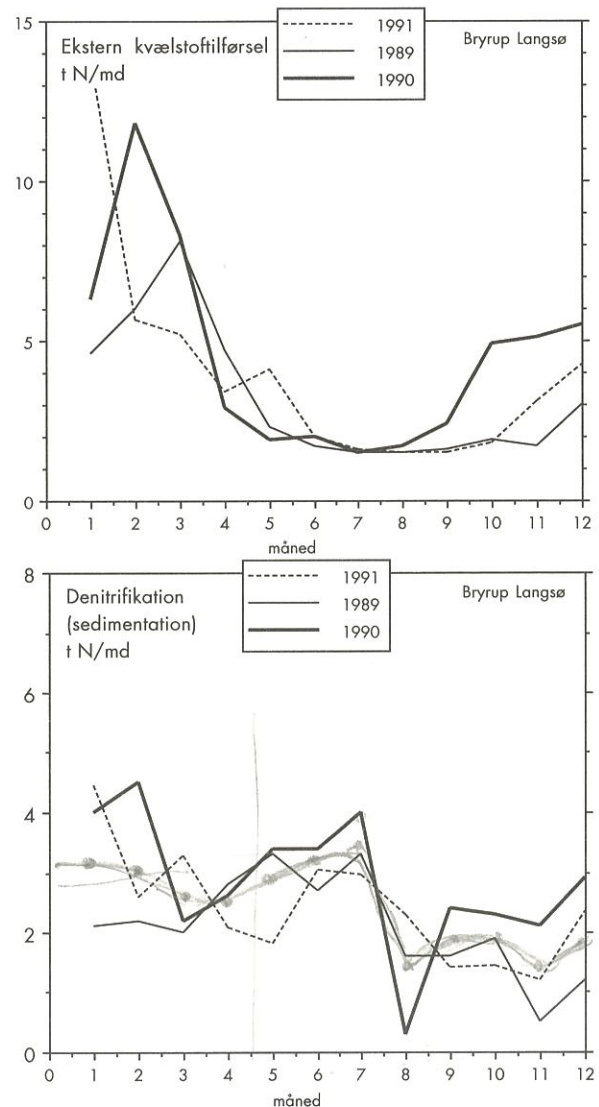 15
Ekstern kvælstoftilførsel
t N/md
1991
1989
1990
Bryrup Langsø
10
5
0
0 1 2 3 4 5 6 7 8 9 10 11 12
måned
8
Denitrifikation
(sedimentation)
t N/md
1991
1989
1990
Bryrup Langsø
6
4
2
0
0 1 2 3 4 5 6 7 8 9 10 11 12
måned